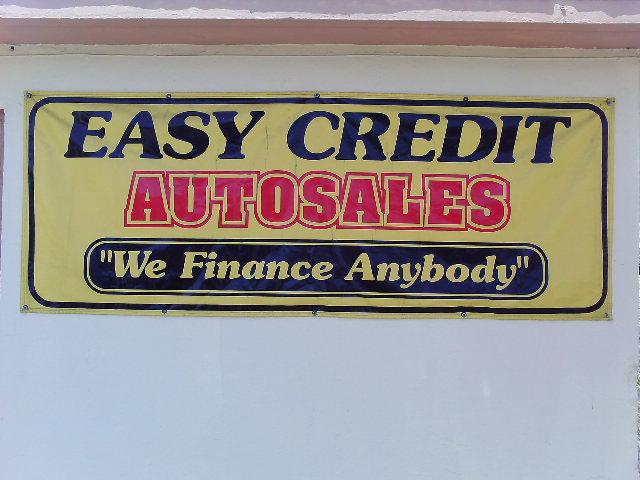 EASY CREDIT
AUTOSALES
"We Finance Anybody"